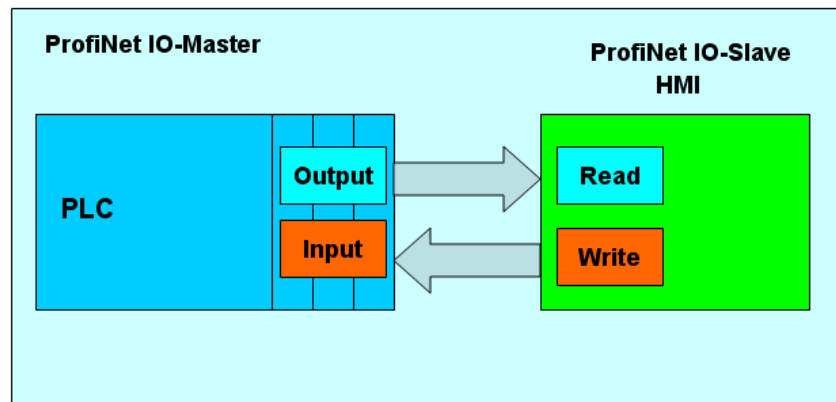 ProfiNet IO-Master
ProfiNet IO-Slave
HMI
PLC
Output
Input
Read
Write